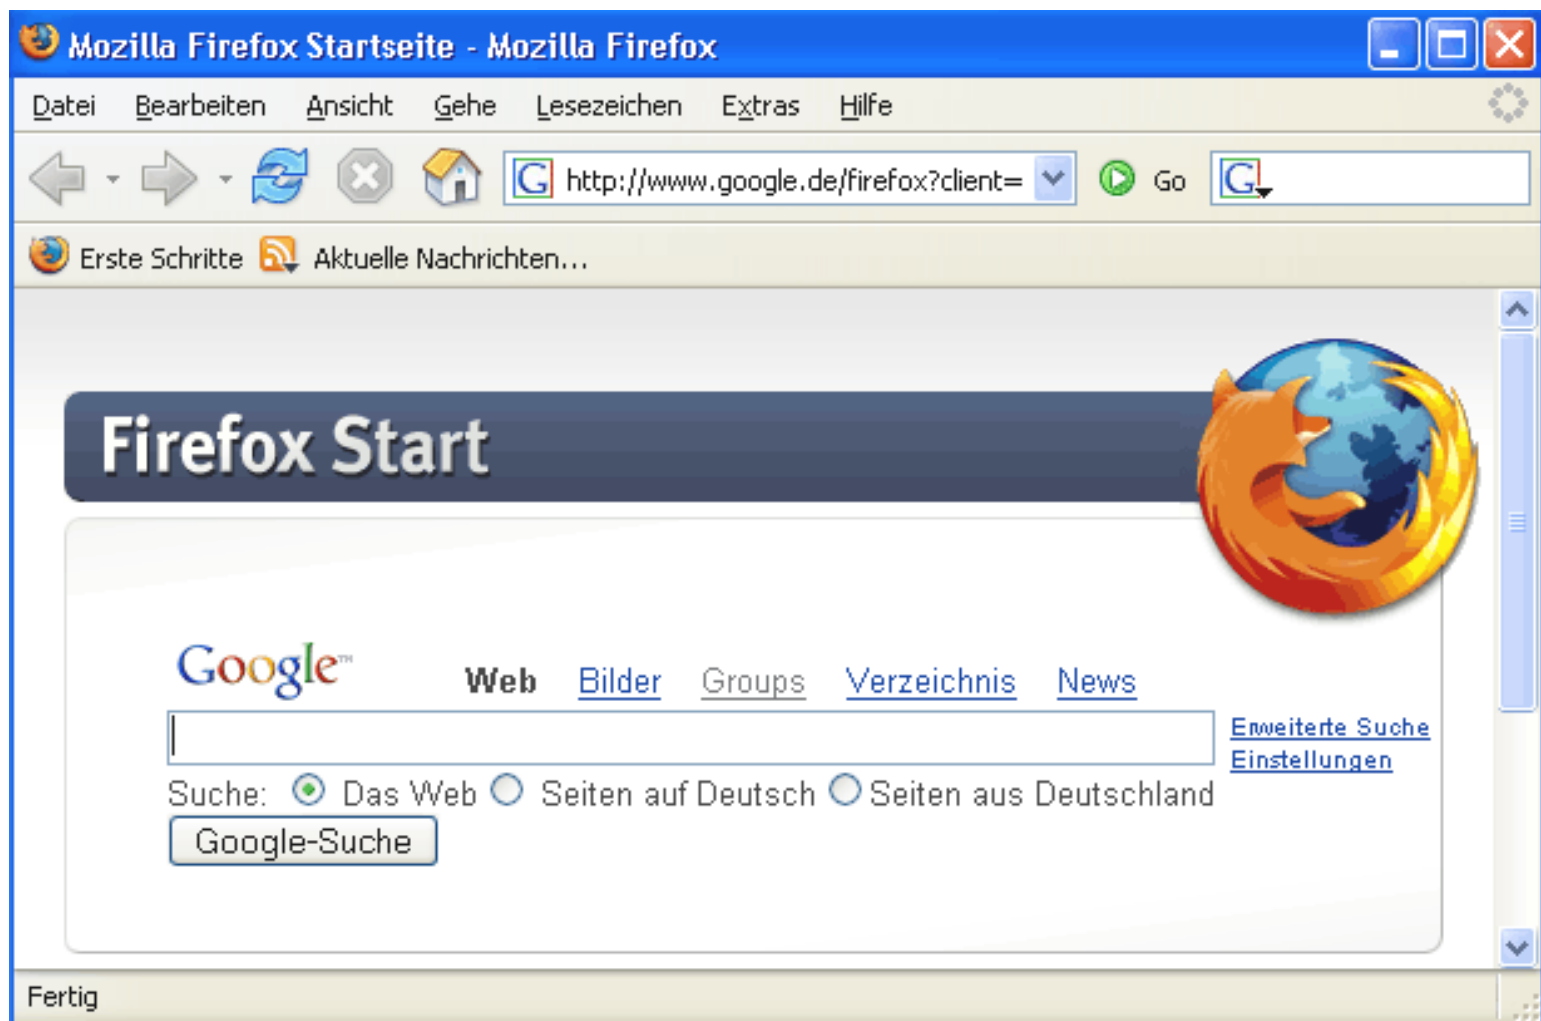 Mozilla Firefox Startseite - Mozilla Firefox
Datei Bearbeiten Ansicht Gehe Lesezeichen Extras Hilfe
G http://www.google.de/firefox?client= Go G
Erste Schritte Aktuelle Nachrichten...
Firefox Start
Google™ Web Bilder Groups Verzeichnis News
Erweiterte Suche
Einstellungen
Suche: Das Web Seiten auf Deutsch Seiten aus Deutschland
Google-Suche
Fertig